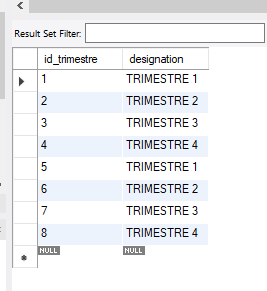 Result Set Filter:
id_trimestre designation
1 TRIMESTRE 1
2 TRIMESTRE 2
3 TRIMESTRE 3
4 TRIMESTRE 4
5 TRIMESTRE 1
6 TRIMESTRE 2
7 TRIMESTRE 3
8 TRIMESTRE 4
NULL NULL